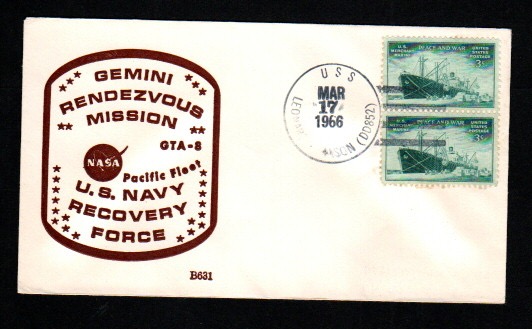 GEMINI
RENDEZVOUS
MISSION
GTA-8
NASA
Pacific Fleet
U.S. NAVY
RECOVERY
FORCE
B631
USS
MAR
17
1966
(DD852)
U.S. MERCHANT MARINE
PEACE AND WAR
UNITED STATES POSTAGE
3¢
U.S. MERCHANT MARINE
PEACE AND WAR
UNITED STATES POSTAGE
3¢